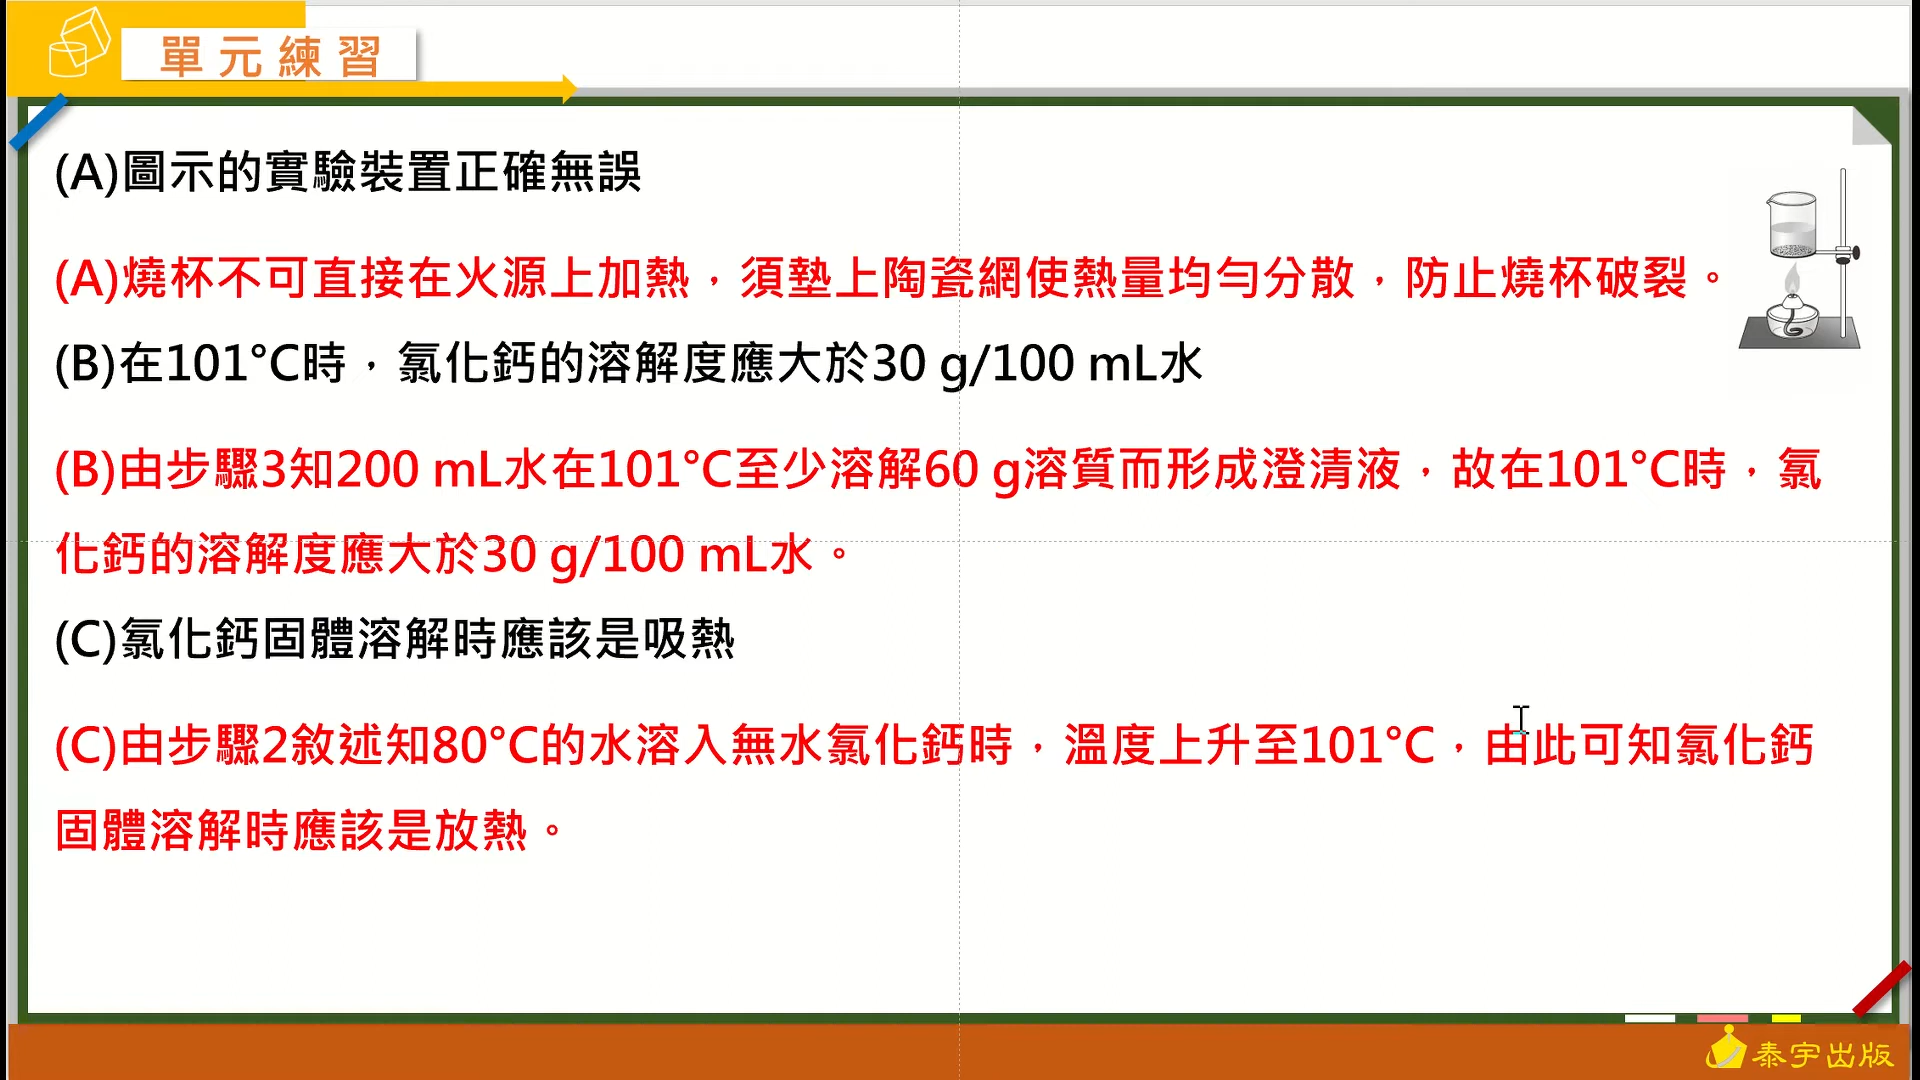 單元練習
(A)圖示的實驗裝置正確無誤
(A)燒杯不可直接在火源上加熱，須墊上陶瓷網使熱量均勻分散，防止燒杯破裂。
(B)在101°C時，氯化鈣的溶解度應大於30 g/100 mL水
(B)由步驟3知200 mL水在101°C至少溶解60 g溶質而形成澄清液，故在101°C時，氯
化鈣的溶解度應大於30 g/100 mL水。
(C)氯化鈣固體溶解時應該是吸熱
(C)由步驟2敘述知80°C的水溶入無水氯化鈣時，溫度上升至101°C，由此可知氯化鈣
固體溶解時應該是放熱。
泰宇出版